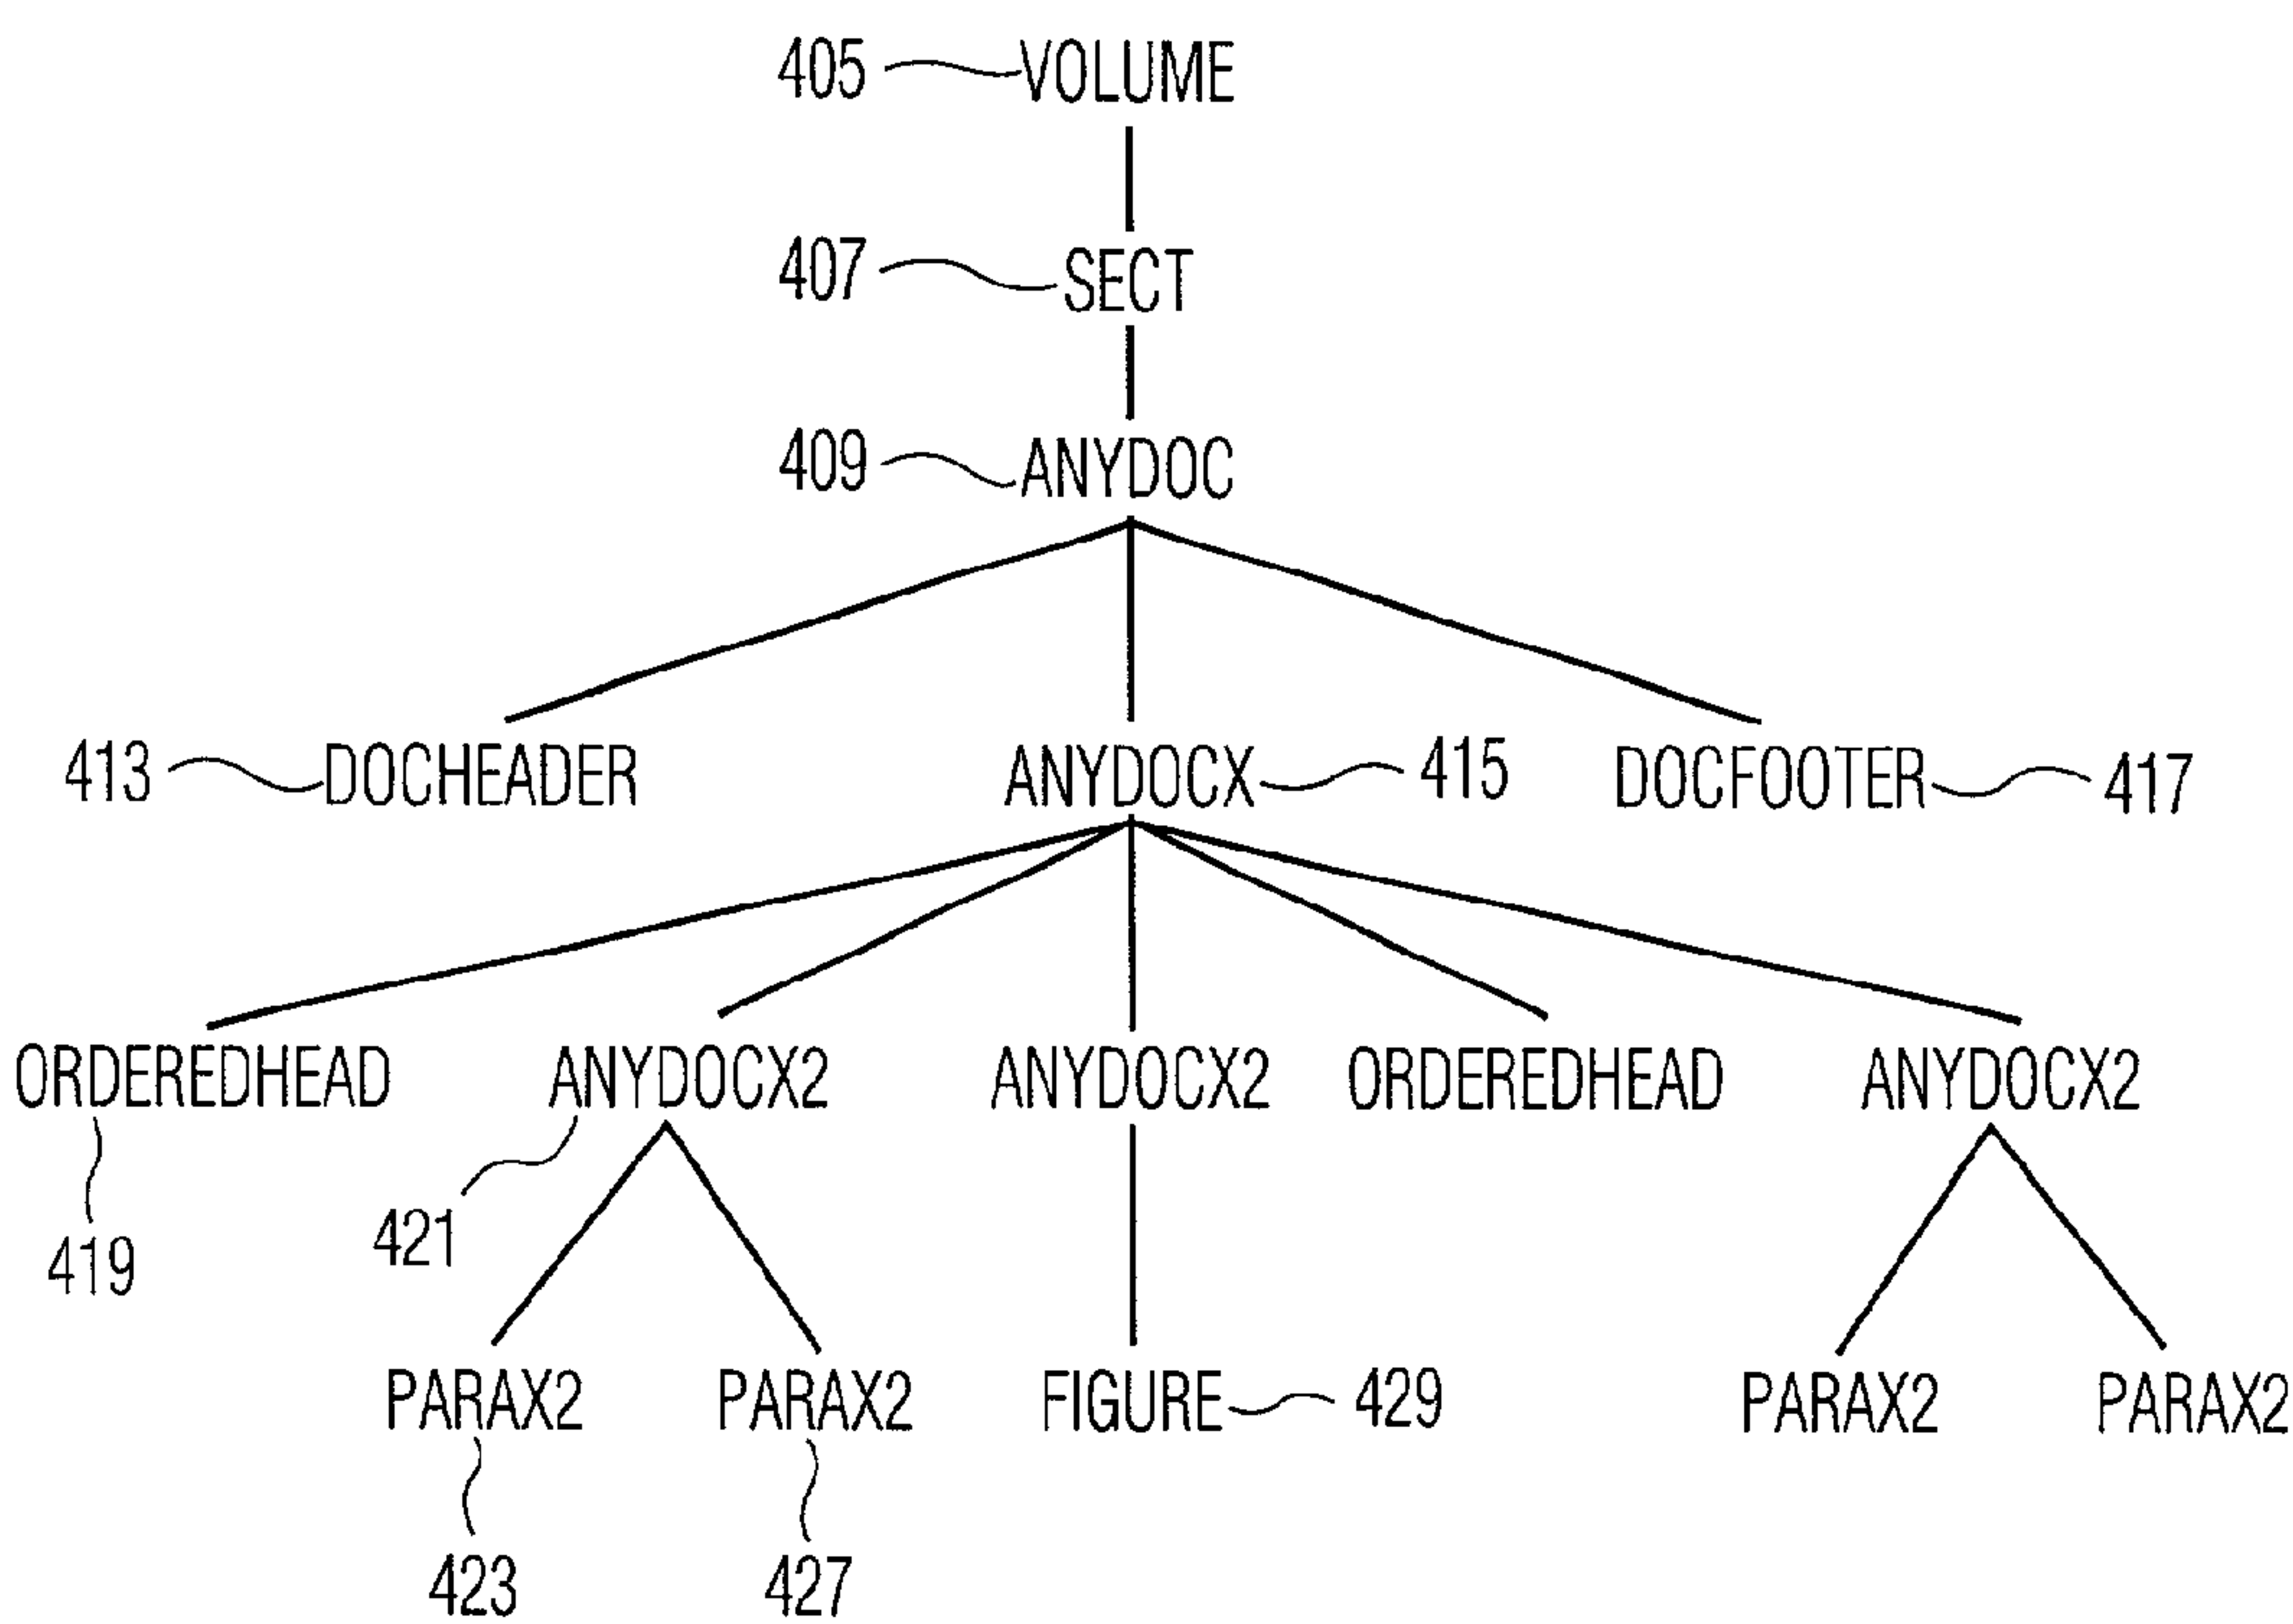 405 VOLUME
407 SECT
409 ANYDOC
413 DOCHEADER ANYDOCX 415 DOCFOOTER 417
ORDEREDHEAD ANYDOCX2 ANYDOCX2 ORDEREDHEAD ANYDOCX2
419 421
PARAX2 PARAX2 FIGURE 429 PARAX2 PARAX2
423 427